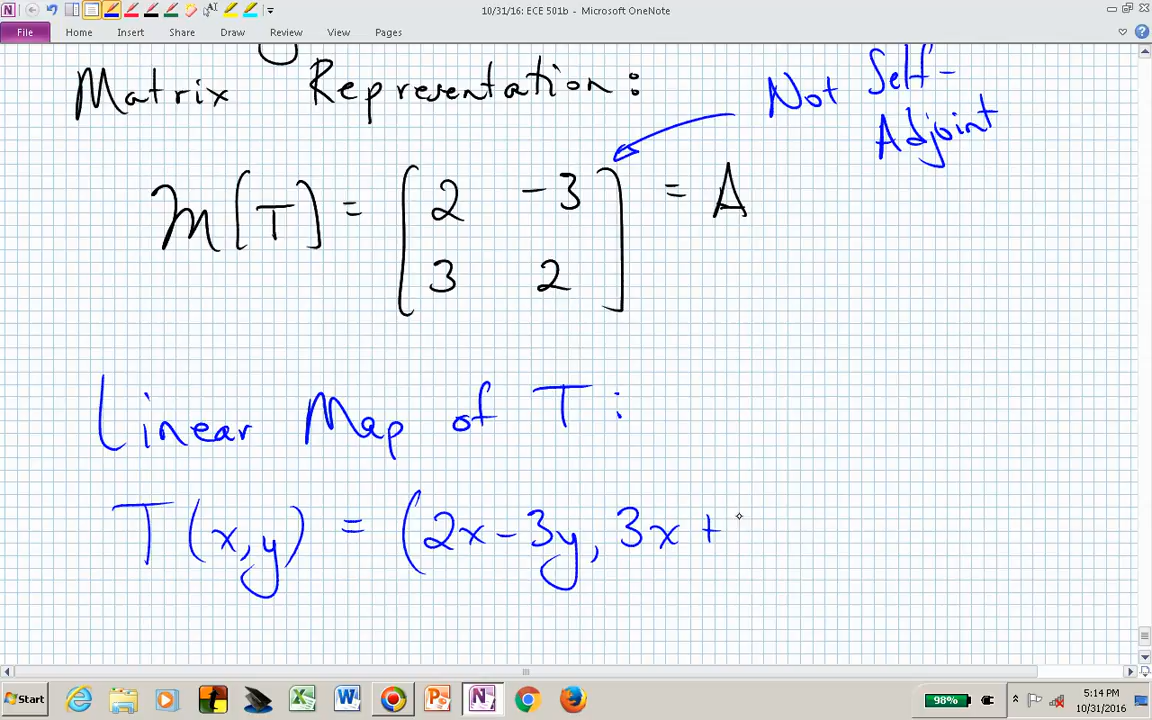 10/31/16: ECE 501b - Microsoft OneNote
File Home Insert Share Draw Review View Pages
Matrix Representation:
Not Self-
Adjoint
M(T) = [ 2 -3
3 2 ] = A
Linear Map of T:
T(x,y) = (2x-3y, 3x+
Start
98%
5:14 PM
10/31/2016